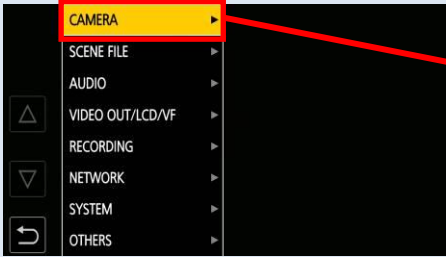 CAMERA
SCENE FILE
AUDIO
VIDEO OUT/LCD/VF
RECORDING
NETWORK
SYSTEM
OTHERS